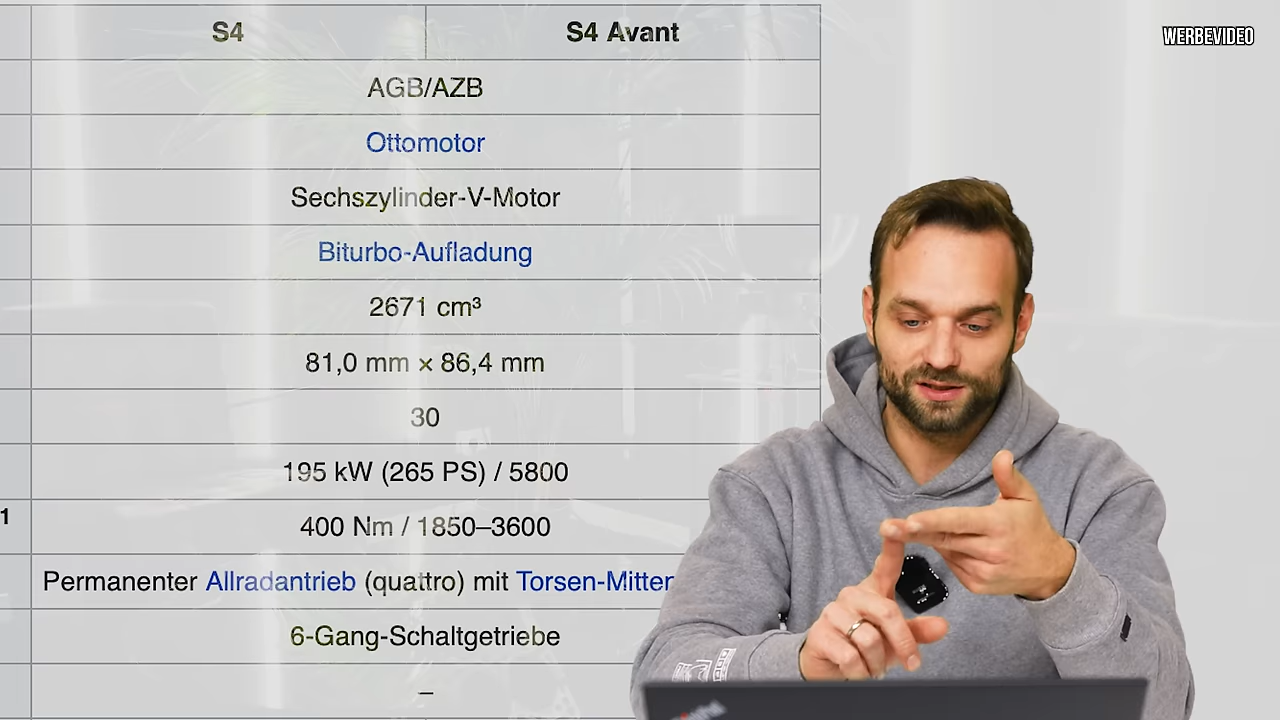 WERBEVIDEO
S4 S4 Avant
AGB/AZB
Ottomotor
Sechszylinder-V-Motor
Biturbo-Aufladung
2671 cm³
81,0 mm × 86,4 mm
30
195 kW (265 PS) / 5800
1 400 Nm / 1850–3600
Permanenter Allradantrieb (quattro) mit Torsen-Mitter
6-Gang-Schaltgetriebe
–